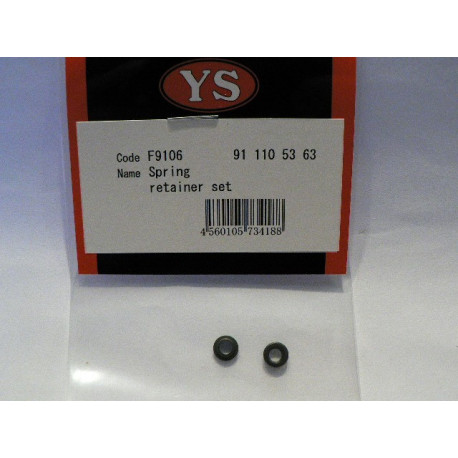 YS
Code F9106 91 110 53 63
Name Spring
retainer set
4 560105 734188